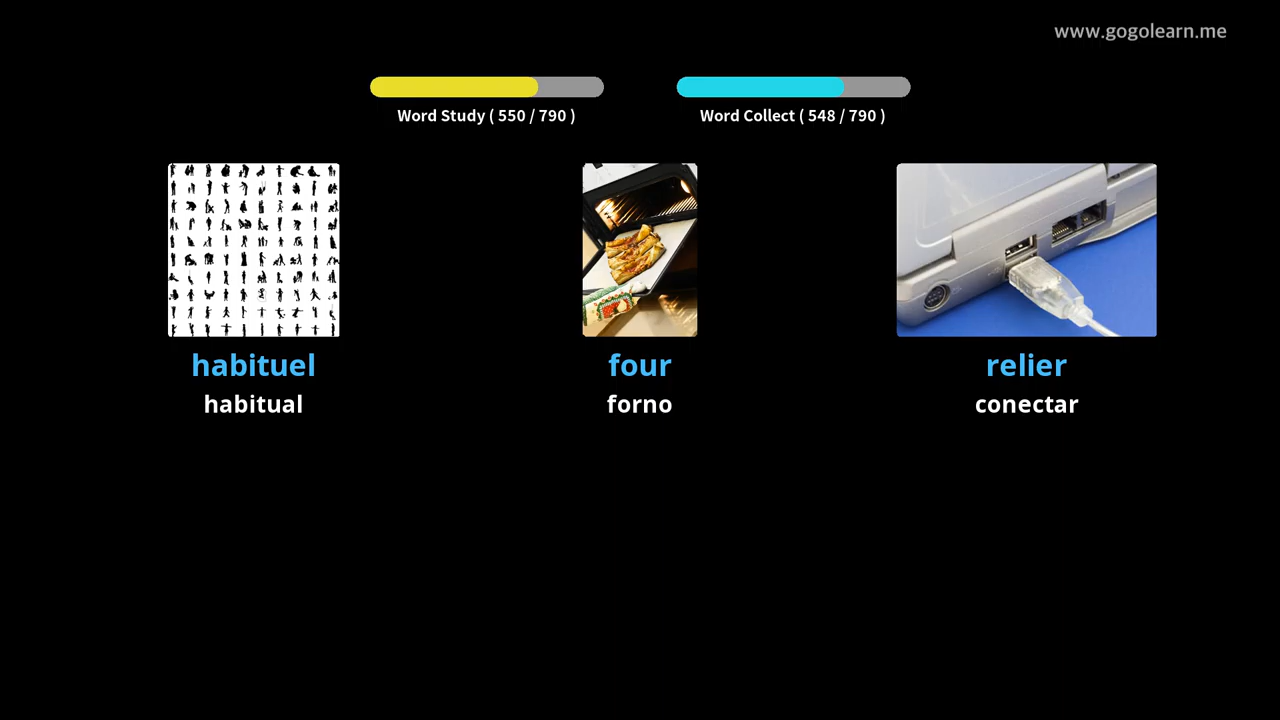 www.gogolearn.me
Word Study ( 550 / 790 )
Word Collect ( 548 / 790 )
habituel
habitual
four
forno
relier
conectar